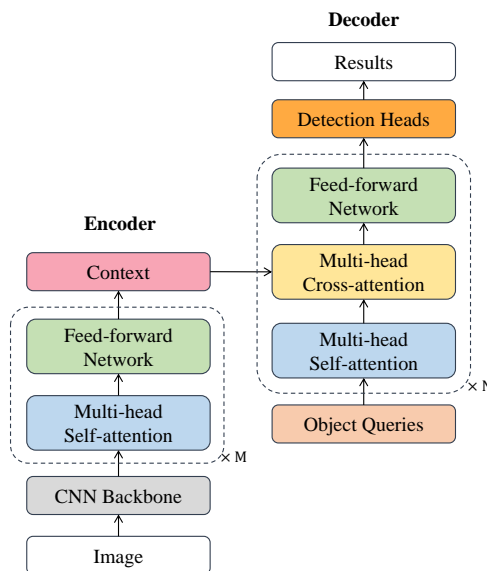 Decoder
Results
Detection Heads
Feed-forward
Network
Multi-head
Cross-attention
Multi-head
Self-attention
× N
Object Queries
Encoder
Context
Feed-forward
Network
Multi-head
Self-attention
× M
CNN Backbone
Image